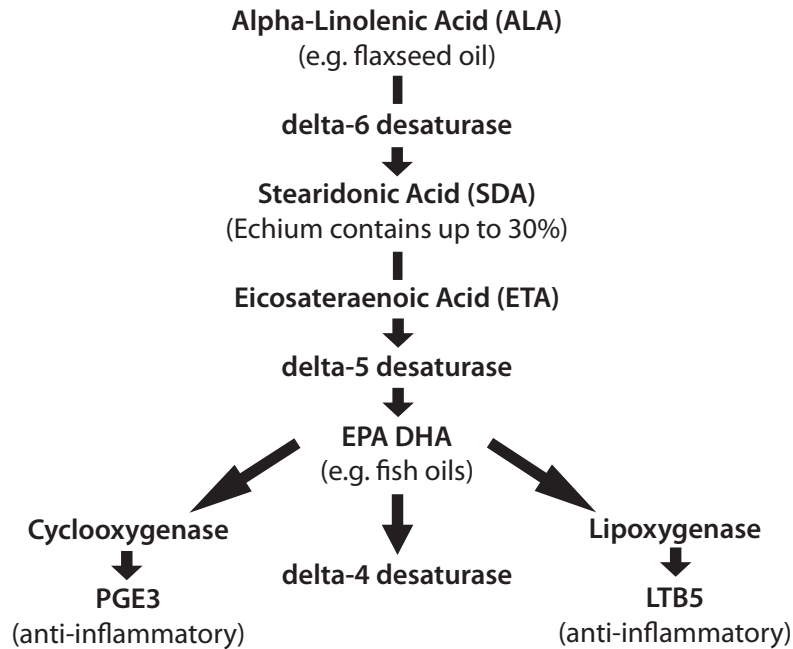 Alpha-Linolenic Acid (ALA)
(e.g. flaxseed oil)
delta-6 desaturase
Stearidonic Acid (SDA)
(Echium contains up to 30%)
Eicosateraenoic Acid (ETA)
delta-5 desaturase
EPA DHA
(e.g. fish oils)
Cyclooxygenase
Lipoxygenase
delta-4 desaturase
PGE3
(anti-inflammatory)
LTB5
(anti-inflammatory)